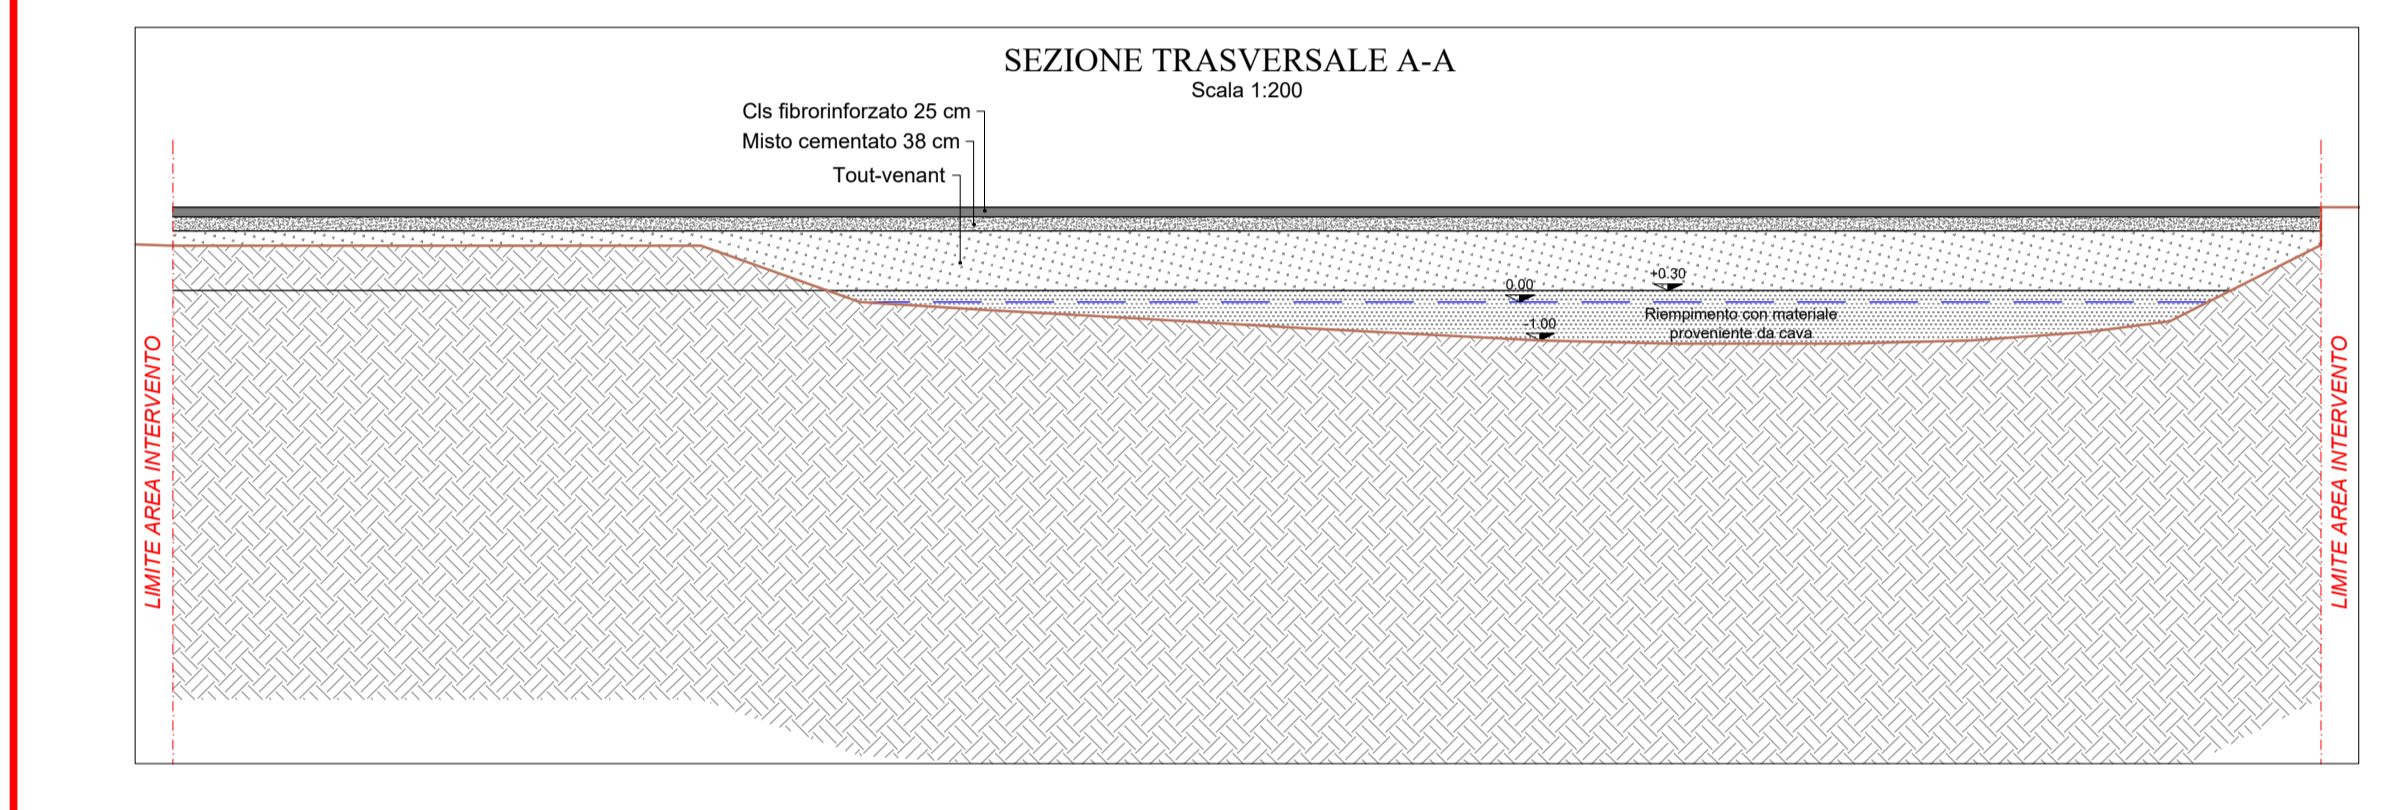 SEZIONE TRASVERSALE A-A
Scala 1:200
Cls fibrorinforzato 25 cm
Misto cementato 38 cm
Tout-venant
+0.30
0.00
-1.00
Riempimento con materiale
proveniente da cava
LIMITE AREA INTERVENTO
LIMITE AREA INTERVENTO